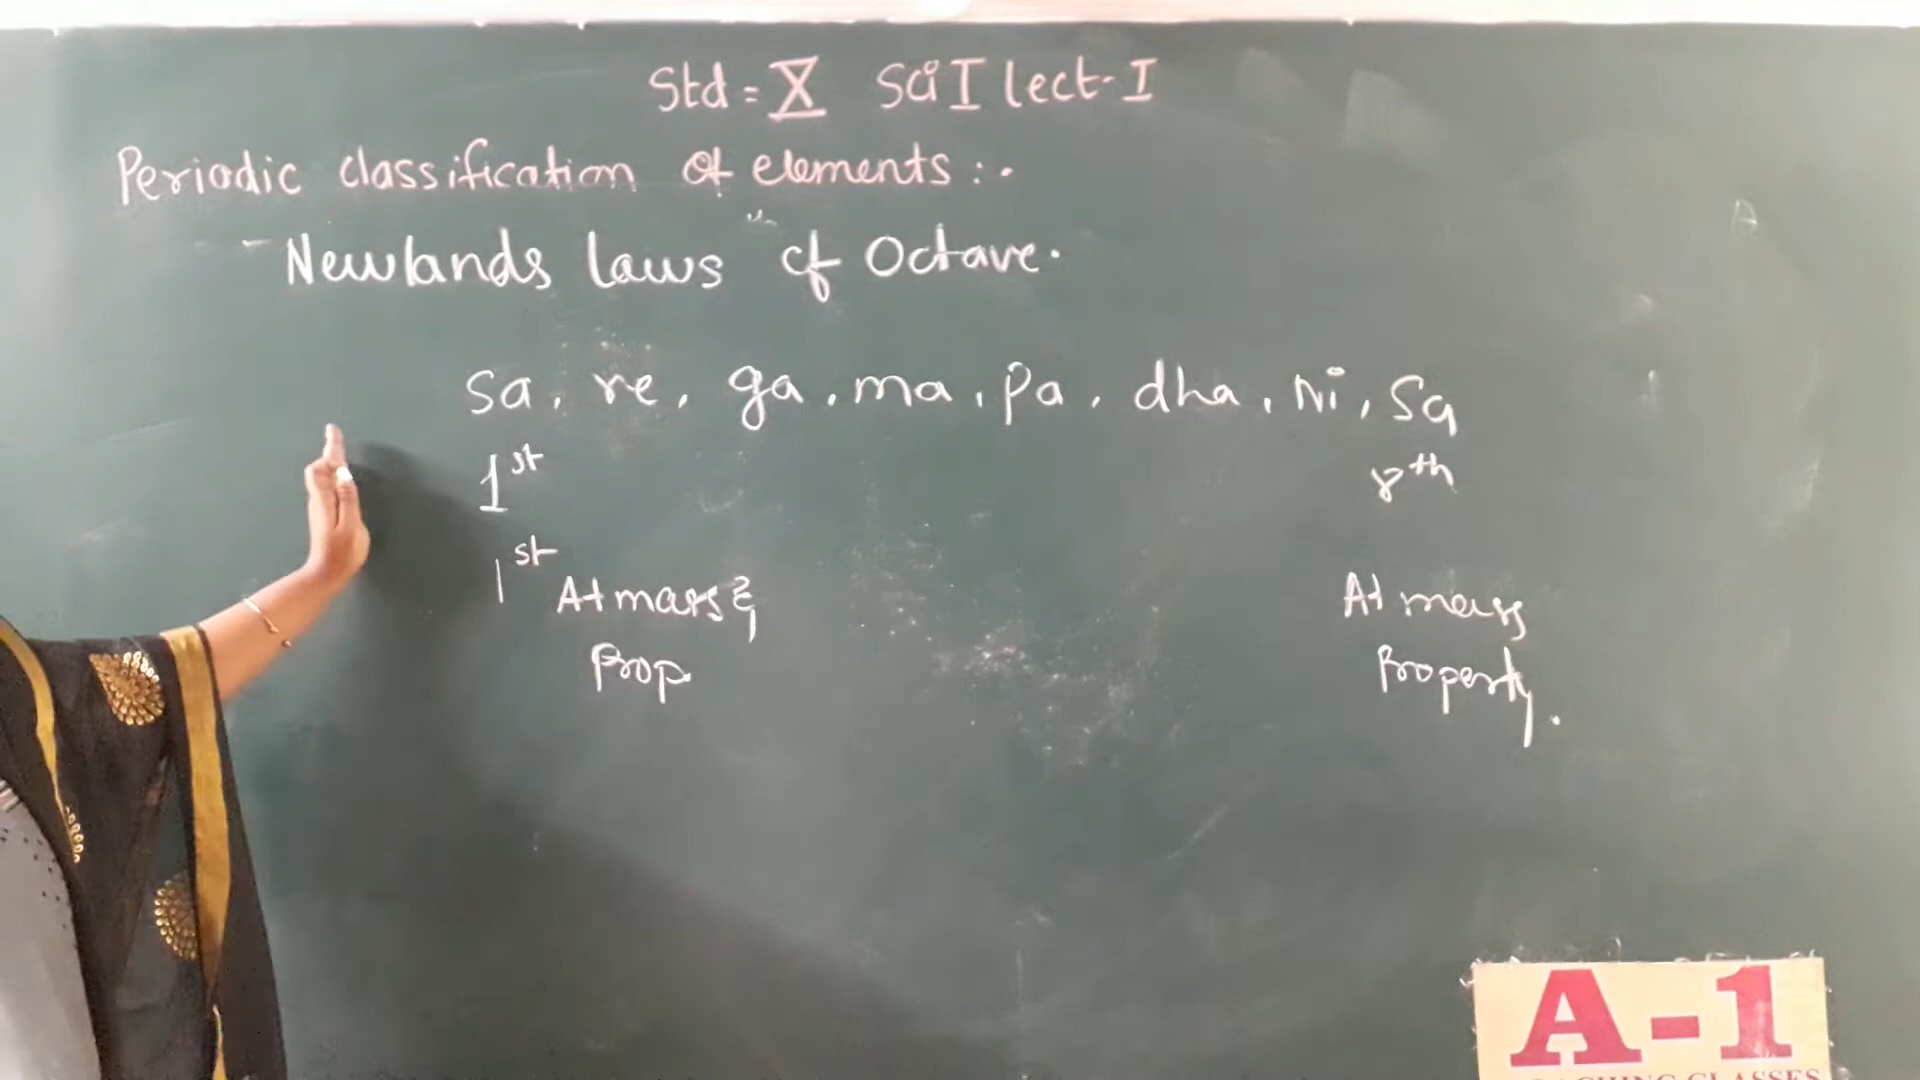 Std = X Sci I lect- I
Periodic classification of elements :-
- Newlands laws of Octave.
Sa, re, ga, ma, Pa, dha, Ni, Sa
1st 8th
1st At mass & At mass
Prop Property.
A-1
CLASSES